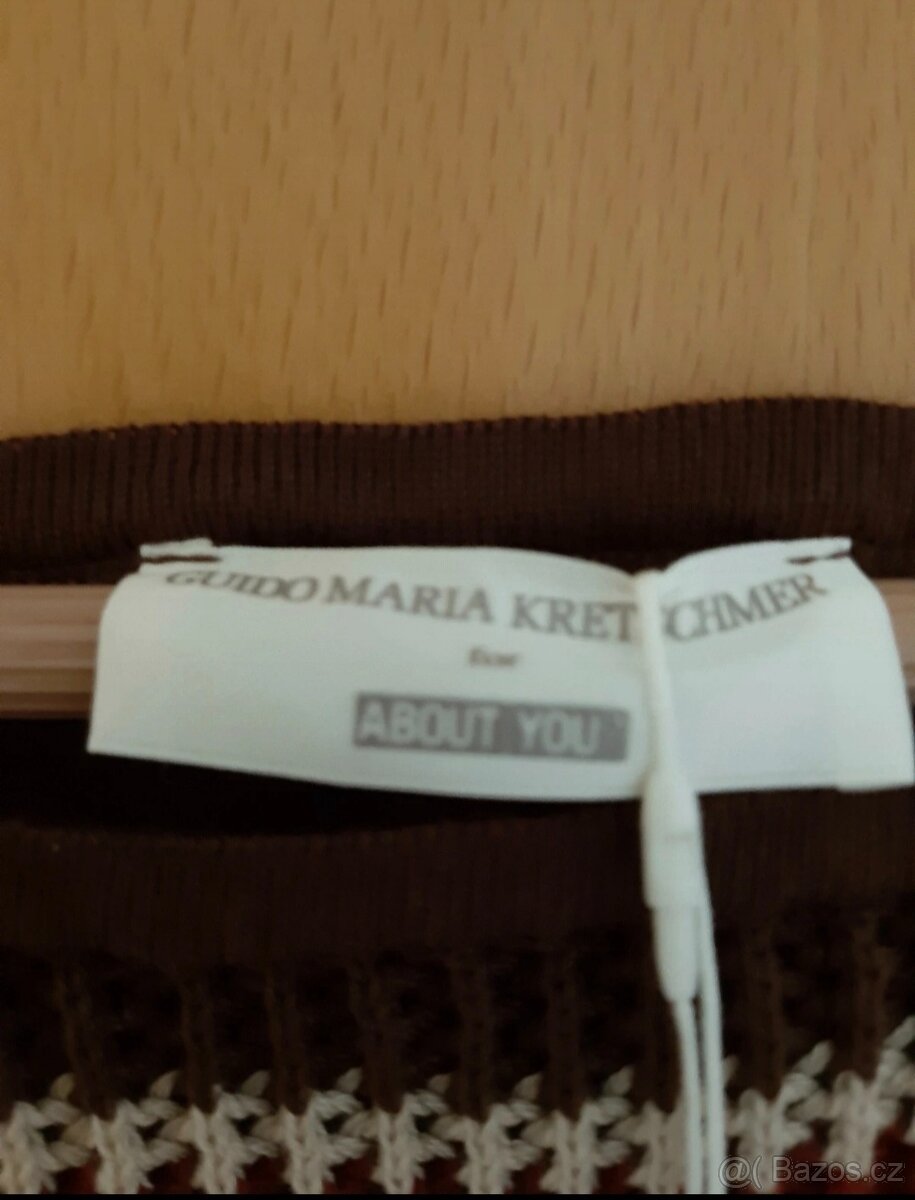 GUIDO MARIA KRETSCHMER
for
ABOUT YOU
@( Bazos.cz